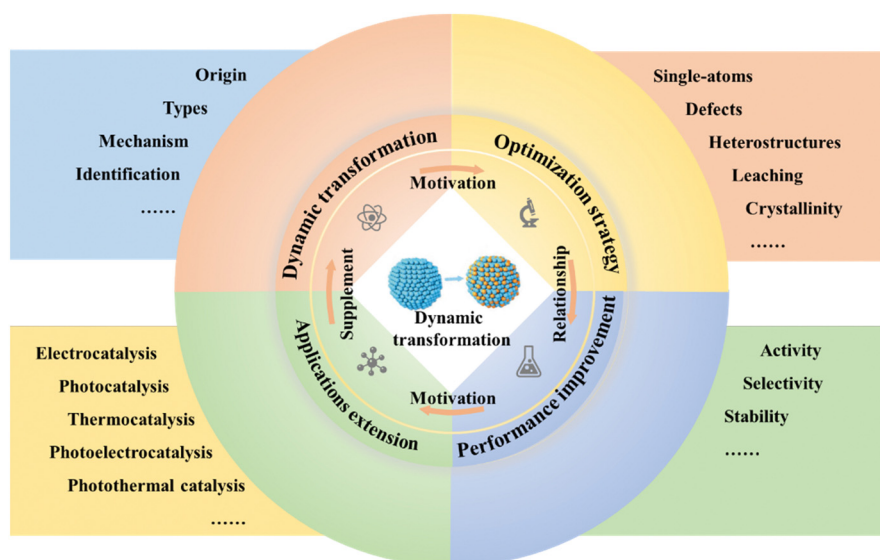 Origin
Types
Mechanism
Identification
......
Single-atoms
Defects
Heterostructures
Leaching
Crystallinity
......
Dynamic transformation
Optimization strategy
Motivation
Supplement
Dynamic
transformation
Relationship
Motivation
Applications extension
Performance improvement
Electrocatalysis
Photocatalysis
Thermocatalysis
Photoelectrocatalysis
Photothermal catalysis
......
Activity
Selectivity
Stability
......